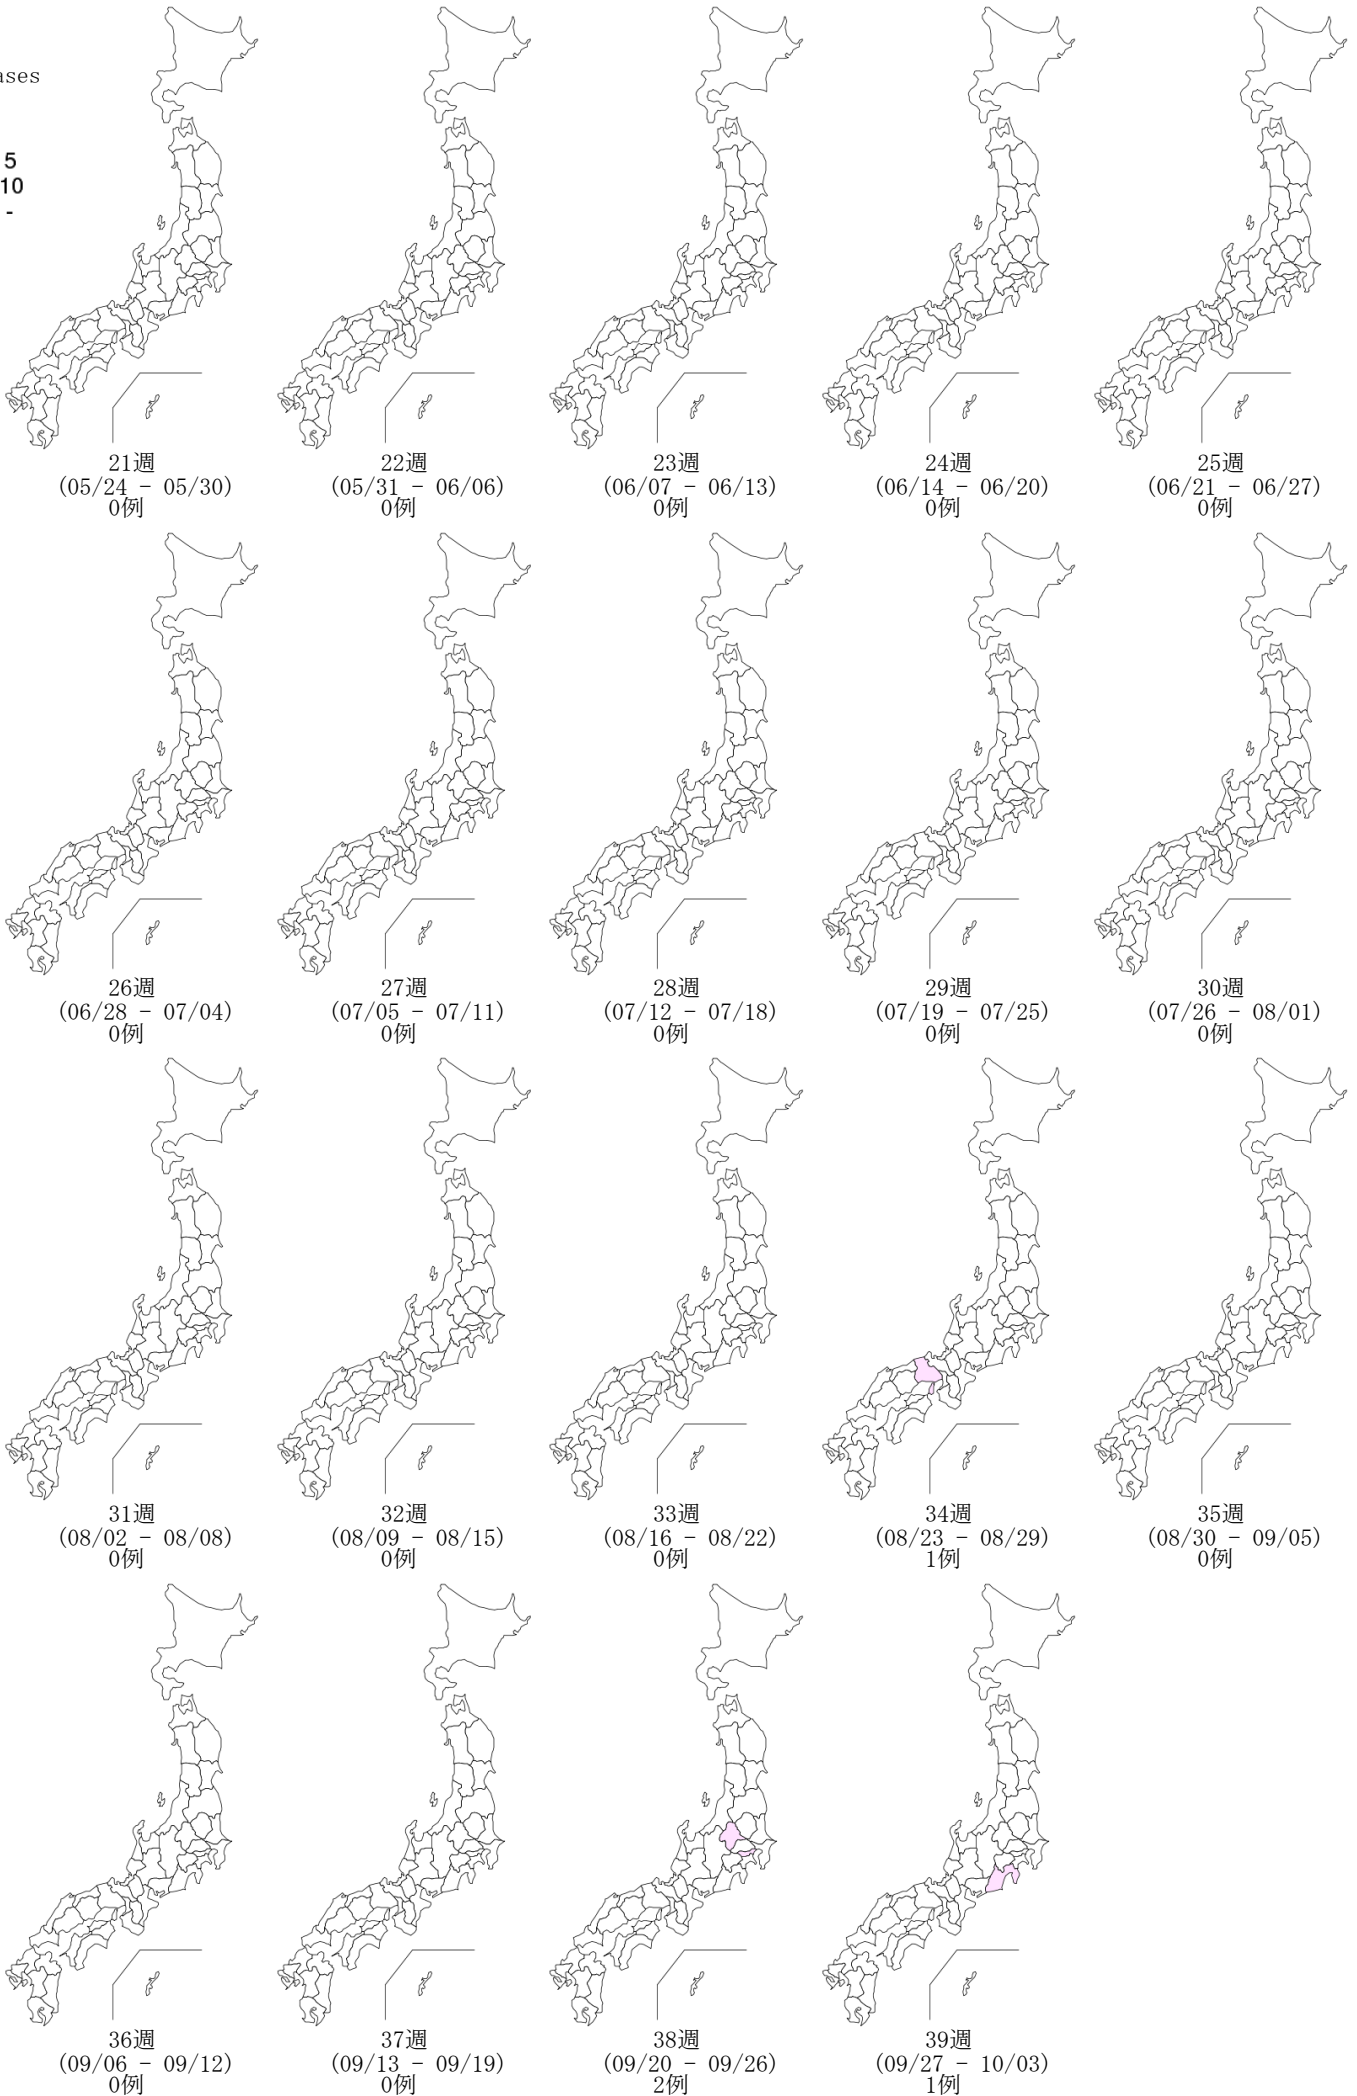 5
10
-
21週
(05/24 - 05/30)
0例
22週
(05/31 - 06/06)
0例
23週
(06/07 - 06/13)
0例
24週
(06/14 - 06/20)
0例
25週
(06/21 - 06/27)
0例
26週
(06/28 - 07/04)
0例
27週
(07/05 - 07/11)
0例
28週
(07/12 - 07/18)
0例
29週
(07/19 - 07/25)
0例
30週
(07/26 - 08/01)
0例
31週
(08/02 - 08/08)
0例
32週
(08/09 - 08/15)
0例
33週
(08/16 - 08/22)
0例
34週
(08/23 - 08/29)
1例
35週
(08/30 - 09/05)
0例
36週
(09/06 - 09/12)
0例
37週
(09/13 - 09/19)
0例
38週
(09/20 - 09/26)
2例
39週
(09/27 - 10/03)
1例